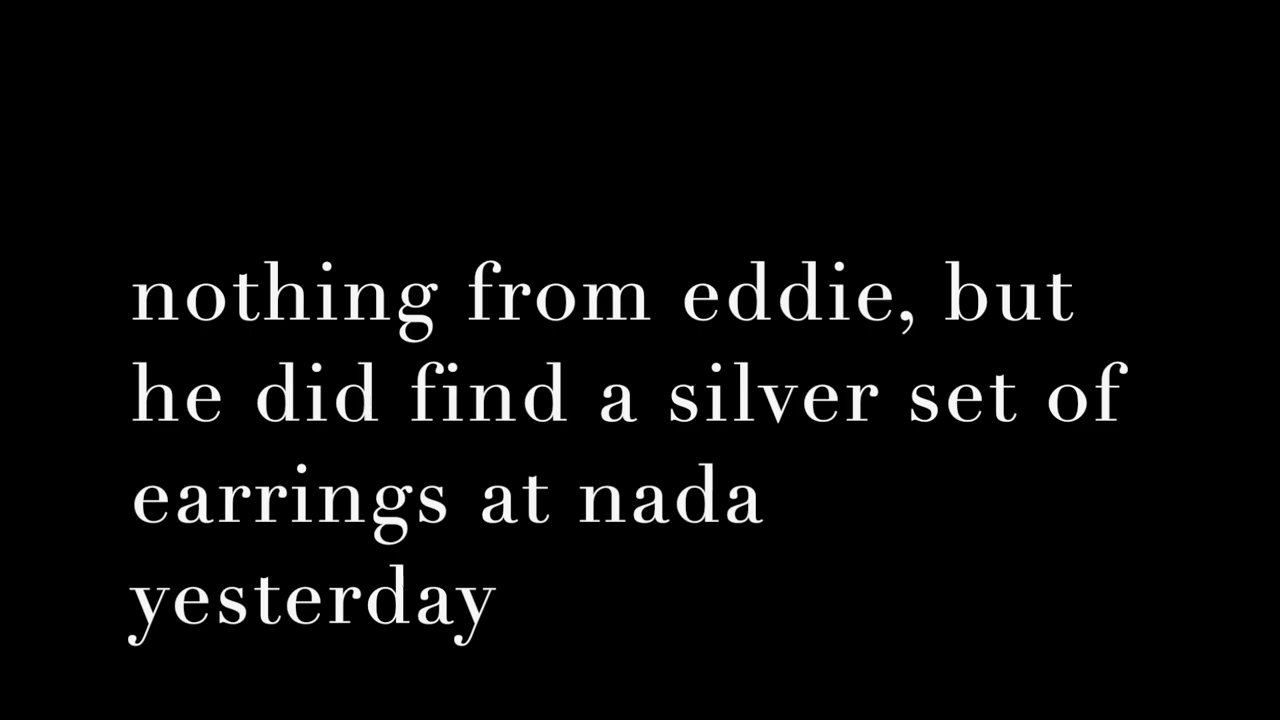 nothing from eddie, but
he did find a silver set of
earrings at nada
yesterday